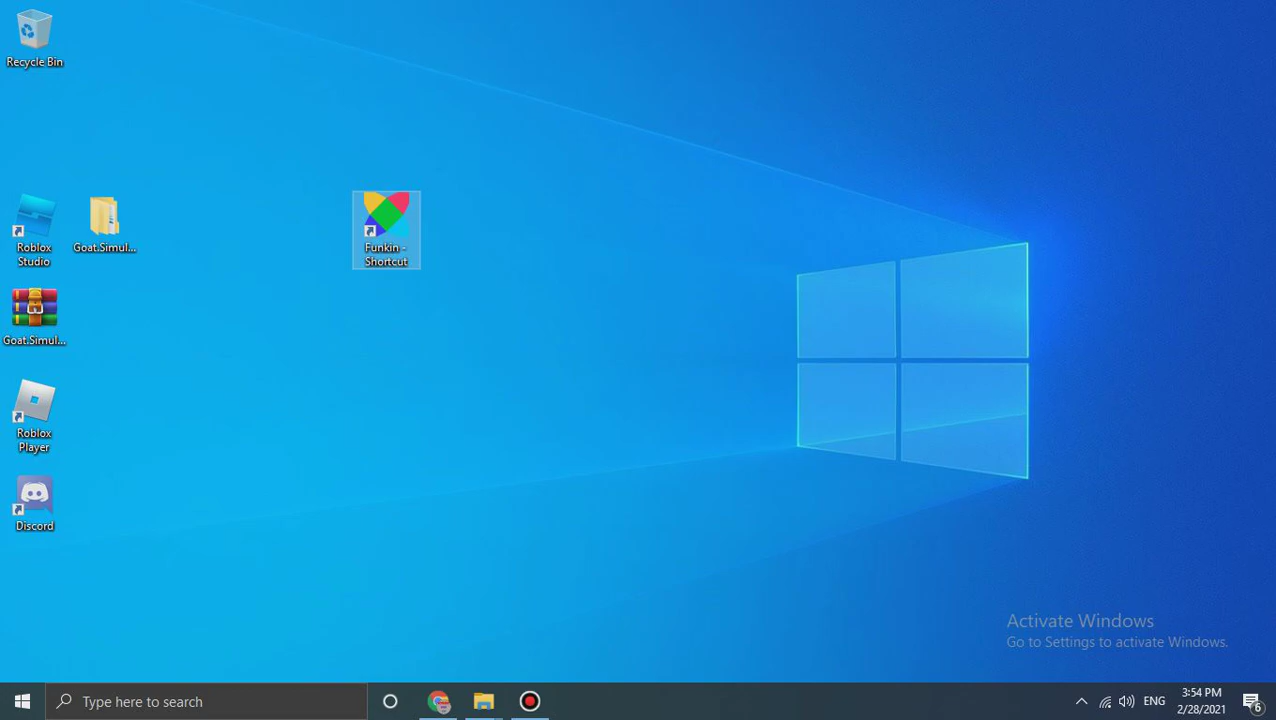 Recycle Bin
Roblox
Studio
Goat.Simul...
Funkin -
Shortcut
Goat.Simul...
Roblox
Player
Discord
Activate Windows
Go to Settings to activate Windows.
Type here to search
ENG
3:54 PM
2/28/2021
6